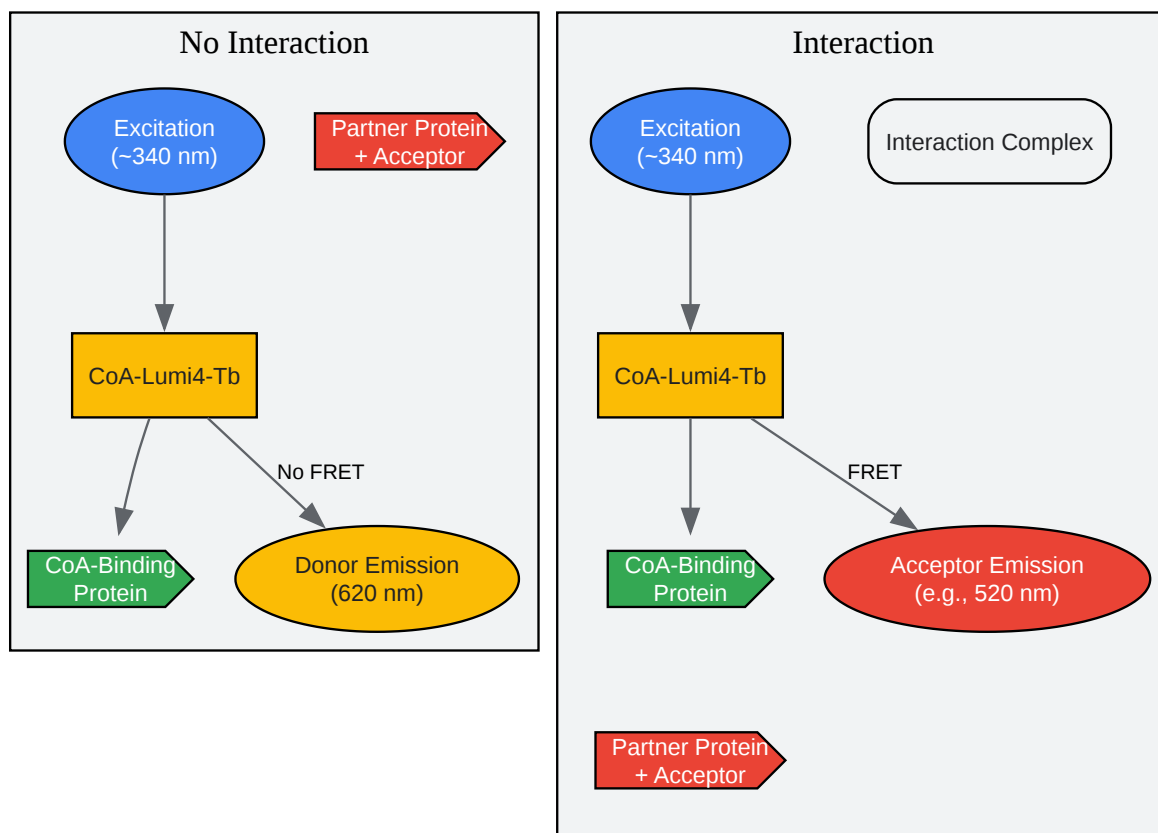 No Interaction
Excitation
(~340 nm)
Partner Protein
+ Acceptor
CoA-Lumi4-Tb
No FRET
CoA-Binding
Protein
Donor Emission
(620 nm)
Interaction
Excitation
(~340 nm)
Interaction Complex
CoA-Lumi4-Tb
FRET
CoA-Binding
Protein
Acceptor Emission
(e.g., 520 nm)
Partner Protein
+ Acceptor